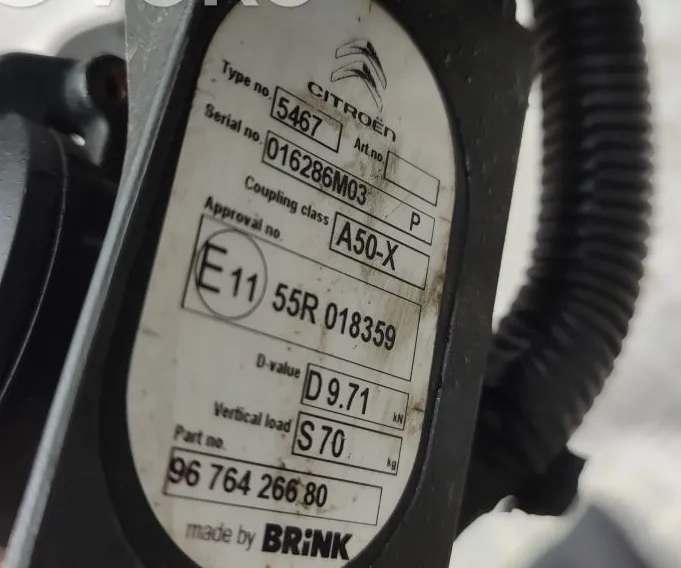 CITROËN
Type no. 5467 Art.no.
Serial no. 016286M03 P
Coupling class A50-X
Approval no.
E11 55R 018359
D-value D 9.71 kN
Vertical load S 70 kg
Part no.
96 764 266 80
made by BRiNK